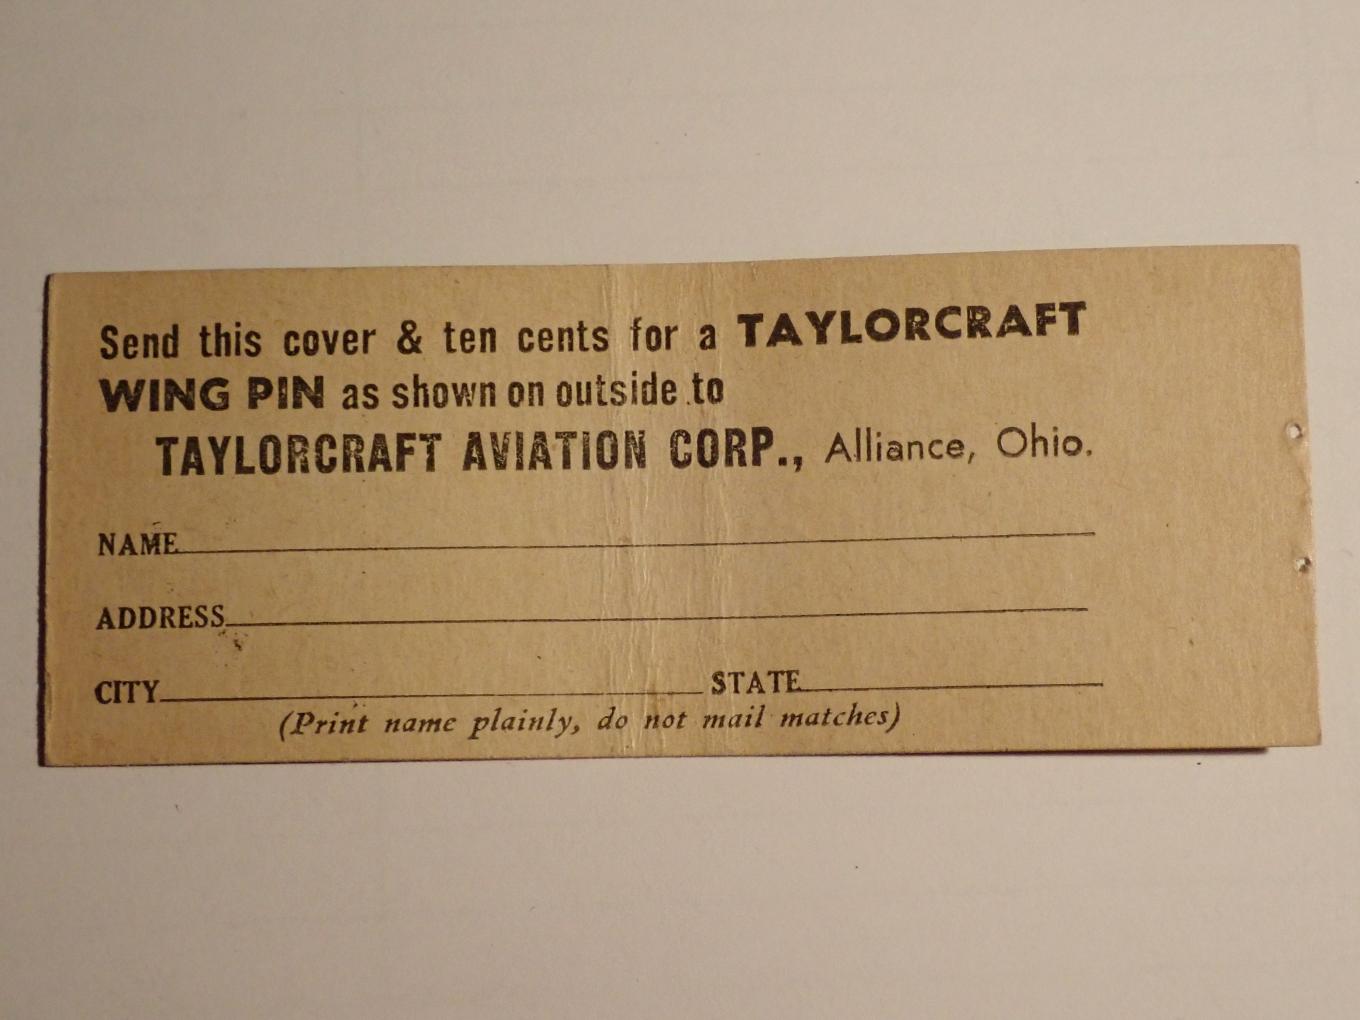 Send this cover & ten cents for a TAYLORCRAFT
WING PIN as shown on outside to
TAYLORCRAFT AVIATION CORP., Alliance, Ohio.
NAME
ADDRESS
CITY STATE
(Print name plainly, do not mail matches)